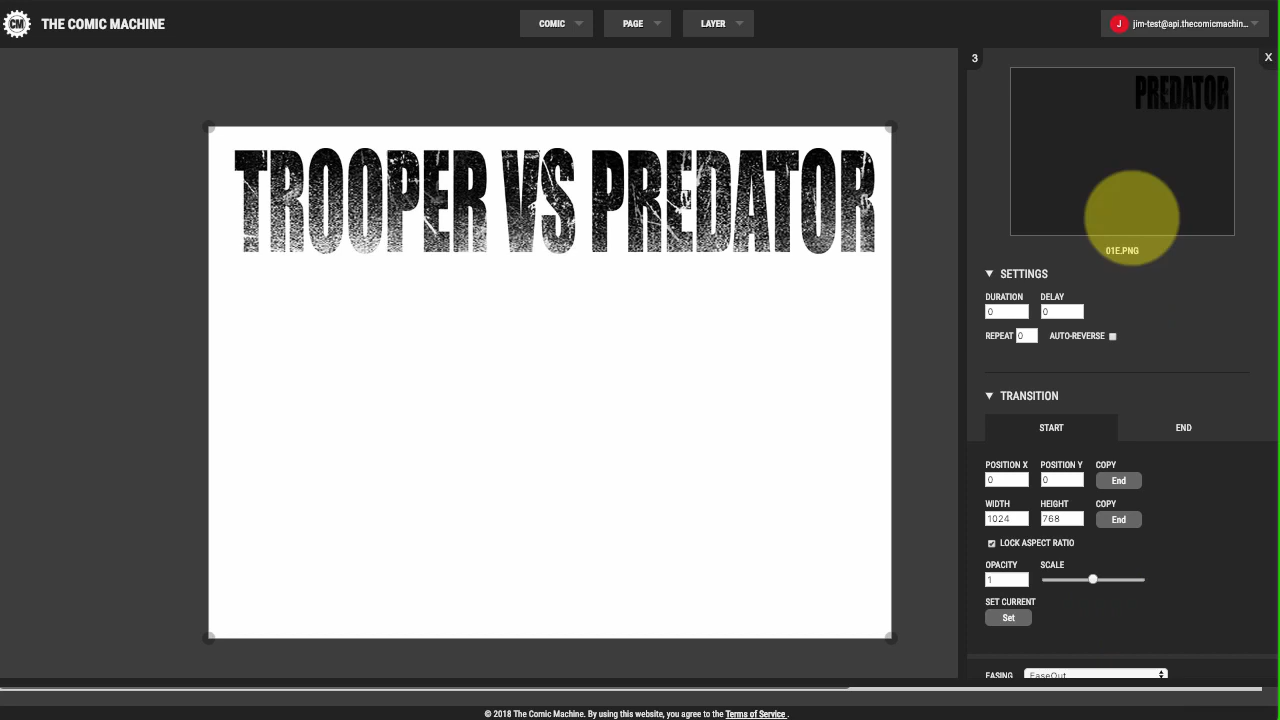 CM THE COMIC MACHINE
COMIC PAGE LAYER
J jim-test@api.thecomicmachin...
3
X
PREDATOR
TROOPER VS PREDATOR
01E.PNG
SETTINGS
DURATION DELAY
0 0
REPEAT 0 AUTO-REVERSE
TRANSITION
START END
POSITION X POSITION Y COPY
0 0 End
WIDTH HEIGHT COPY
1024 768 End
LOCK ASPECT RATIO
OPACITY SCALE
1
SET CURRENT
Set
EASING EaseOut
© 2018 The Comic Machine. By using this website, you agree to the Terms of Service .